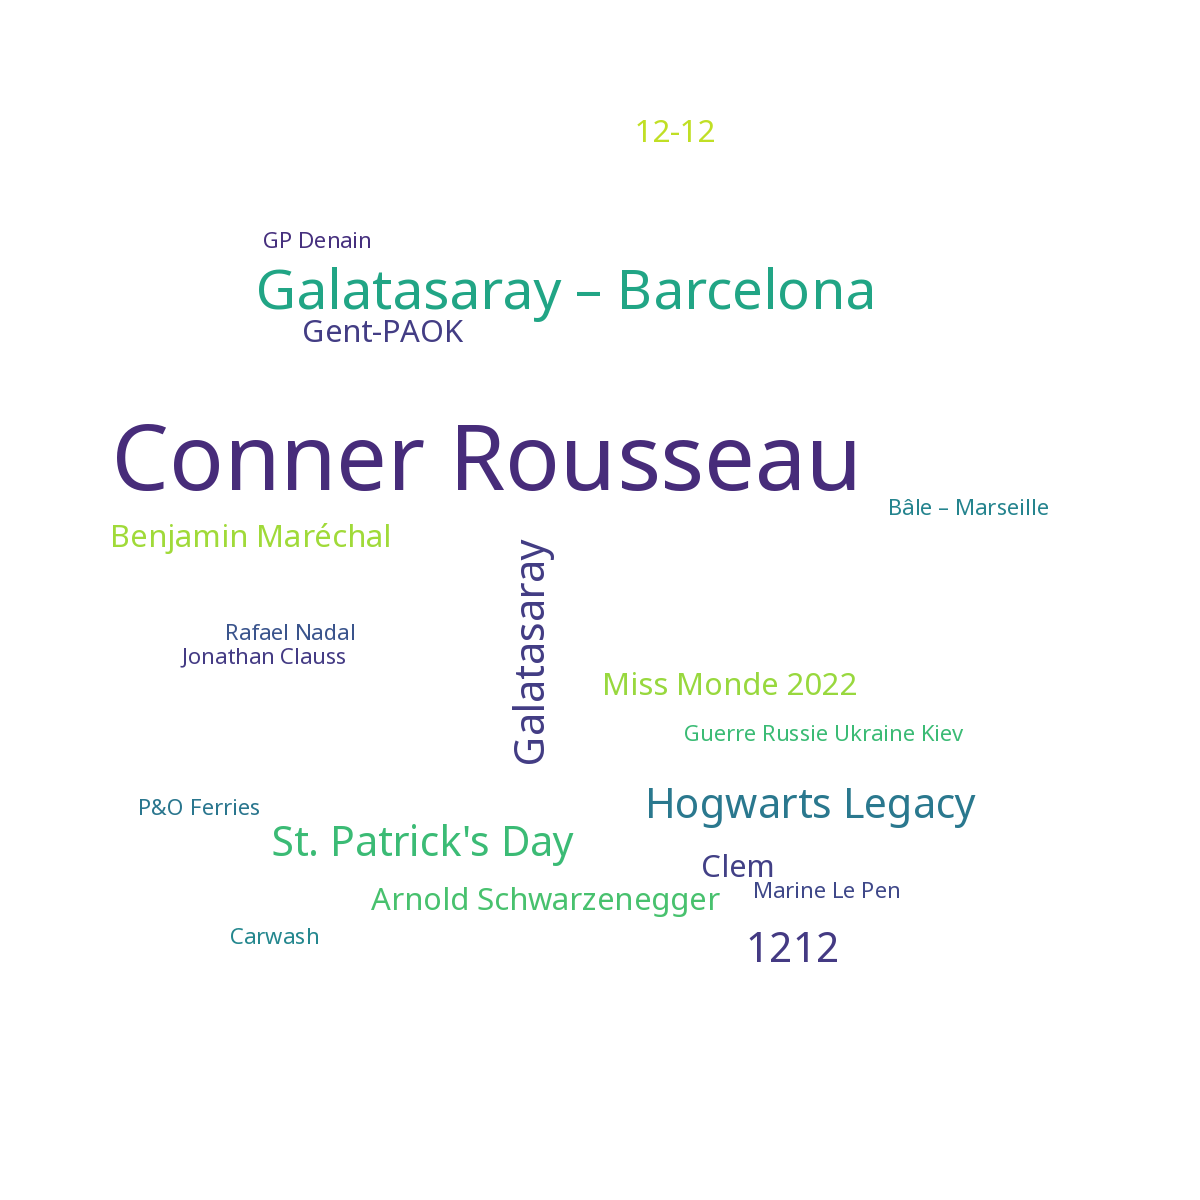 12-12
GP Denain
Galatasaray – Barcelona
Gent-PAOK
Conner Rousseau
Bâle – Marseille
Benjamin Maréchal
Galatasaray
Rafael Nadal
Jonathan Clauss
Miss Monde 2022
Guerre Russie Ukraine Kiev
P&O Ferries
Hogwarts Legacy
St. Patrick's Day
Clem
Marine Le Pen
Arnold Schwarzenegger
Carwash
1212